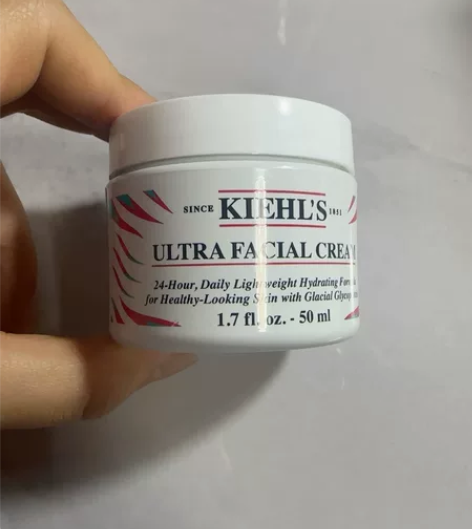 SINCE KIEHL'S 1851
ULTRA FACIAL CREAM
24-Hour, Daily Lightweight Hydrating
for Healthy-Looking Skin with Glacial
1.7 fl. oz. - 50 ml